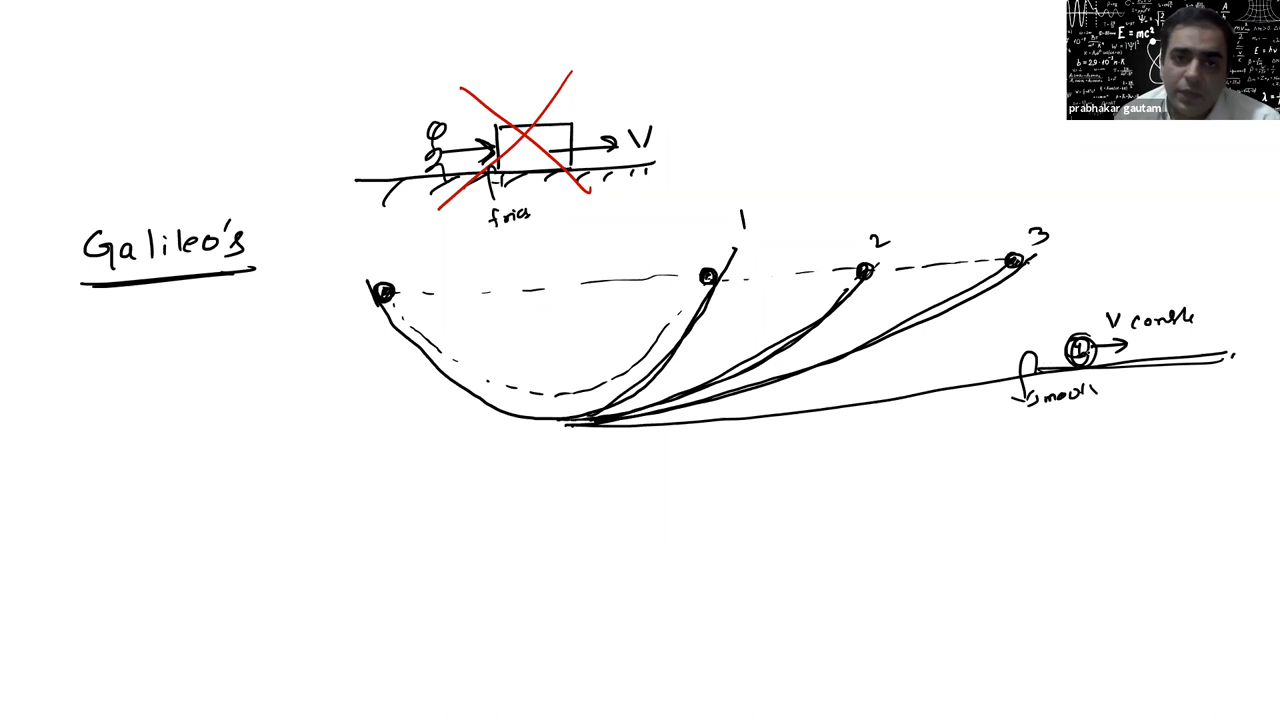 V
fric
Galileo's
1
2
3
V const
smooth
E = mc²
prabhakar gautam